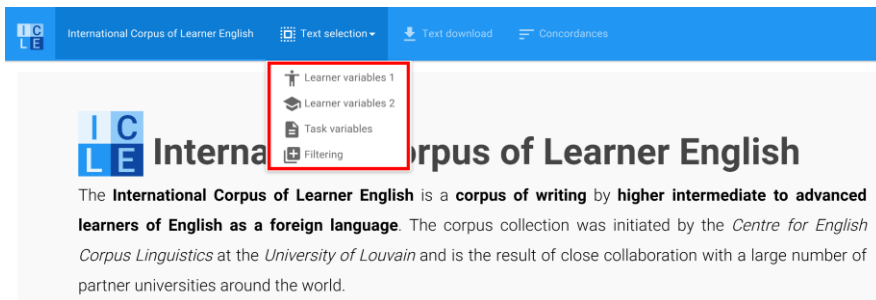 I C
L E
International Corpus of Learner English
Text selection
Text download
Concordances
Learner variables 1
Learner variables 2
Task variables
Filtering
I C
L E
Interna rpus of Learner English
The International Corpus of Learner English is a corpus of writing by higher intermediate to advanced
learners of English as a foreign language. The corpus collection was initiated by the Centre for English
Corpus Linguistics at the University of Louvain and is the result of close collaboration with a large number of
partner universities around the world.